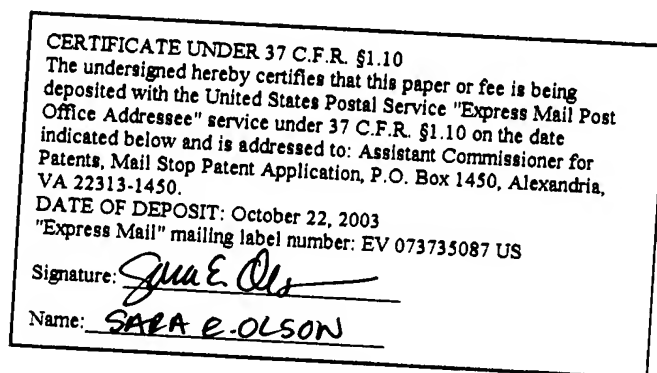 CERTIFICATE UNDER 37 C.F.R. §1.10
The undersigned hereby certifies that this paper or fee is being
deposited with the United States Postal Service "Express Mail Post
Office Addressee" service under 37 C.F.R. §1.10 on the date
indicated below and is addressed to: Assistant Commissioner for
Patents, Mail Stop Patent Application, P.O. Box 1450, Alexandria,
VA 22313-1450.
DATE OF DEPOSIT: October 22, 2003
"Express Mail" mailing label number: EV 073735087 US
Signature: Sara E. Ols
Name: SARA E. OLSON